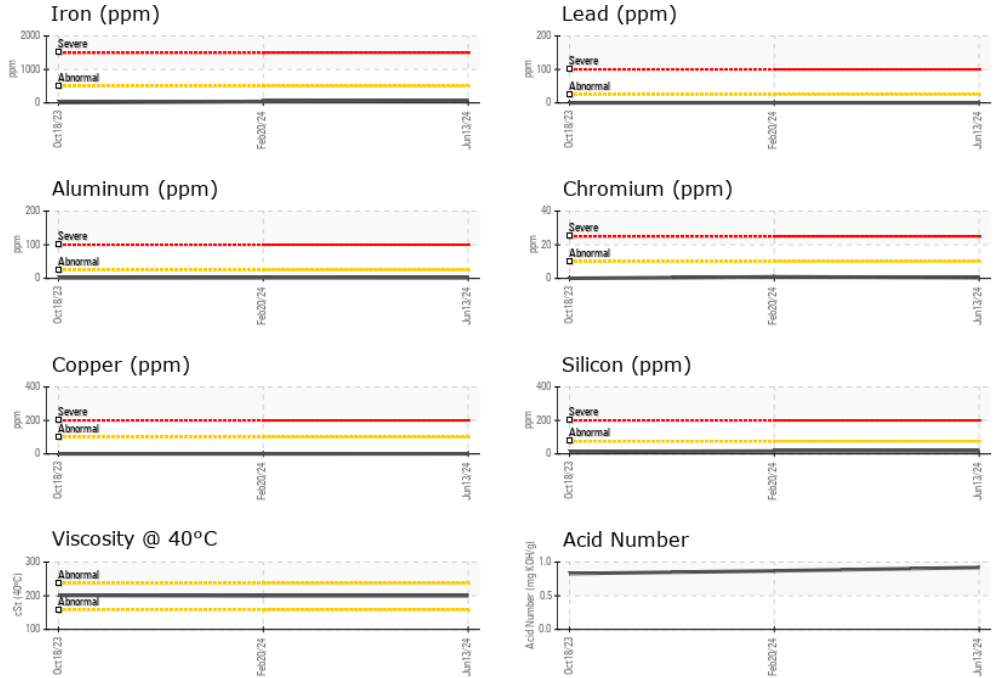 Iron (ppm)
2000
1000
0
ppm
Severe
Abnormal
Oct18/23
Feb20/24
Jun13/24
Lead (ppm)
200
100
0
ppm
Severe
Abnormal
Oct18/23
Feb20/24
Jun13/24
Aluminum (ppm)
200
100
0
ppm
Severe
Abnormal
Oct18/23
Feb20/24
Jun13/24
Chromium (ppm)
40
20
0
ppm
Severe
Abnormal
Oct18/23
Feb20/24
Jun13/24
Copper (ppm)
400
200
0
ppm
Severe
Abnormal
Oct18/23
Feb20/24
Jun13/24
Silicon (ppm)
400
200
0
ppm
Severe
Abnormal
Oct18/23
Feb20/24
Jun13/24
Viscosity @ 40°C
300
200
100
cSt (40°C)
Abnormal
Abnormal
Oct18/23
Feb20/24
Jun13/24
Acid Number
1.0
0.5
0.0
Acid Number (mg KOH/g)
Oct18/23
Feb20/24
Jun13/24